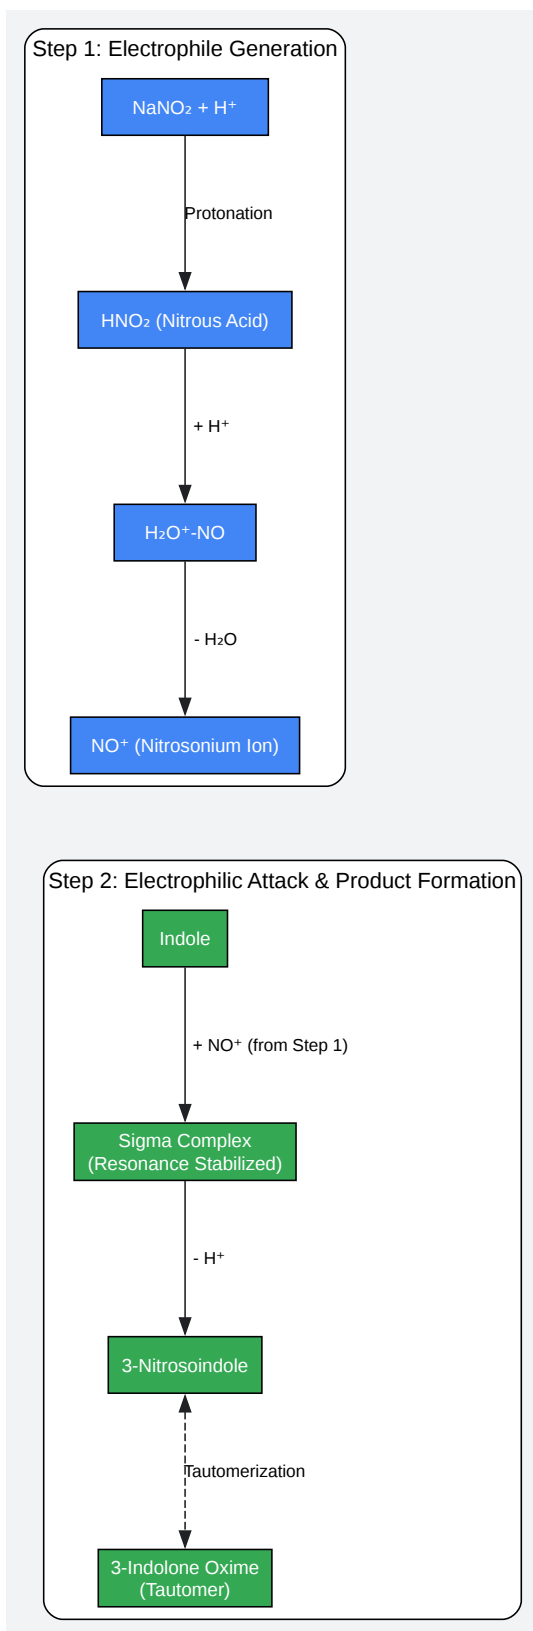 Step 1: Electrophile Generation
NaNO₂ + H⁺
Protonation
HNO₂ (Nitrous Acid)
+ H⁺
H₂O⁺-NO
- H₂O
NO⁺ (Nitrosonium Ion)
Step 2: Electrophilic Attack & Product Formation
Indole
+ NO⁺ (from Step 1)
Sigma Complex
(Resonance Stabilized)
- H⁺
3-Nitrosoindole
Tautomerization
3-Indolone Oxime
(Tautomer)